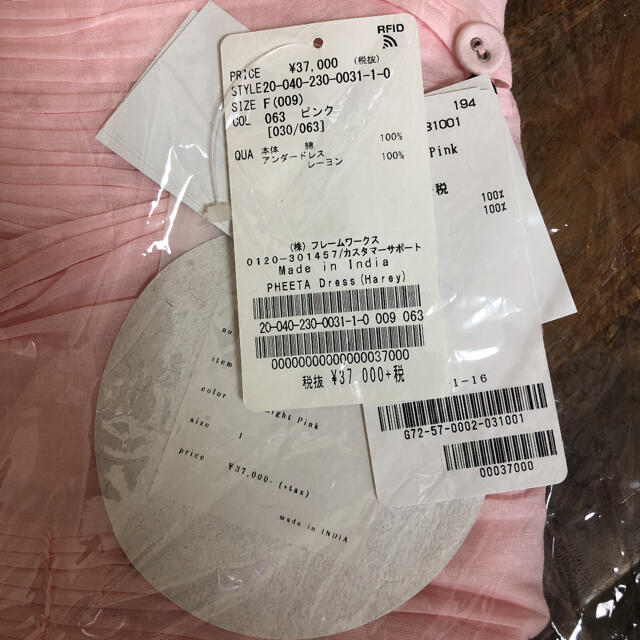 RFID
PRICE ¥37,000 (税抜)
STYLE20-040-230-0031-1-0
SIZE F(009)
COL 063 ピンク
[030/063]
QUA 本体 綿 100%
アンダードレス
レーヨン 100%
(株) フレームワークス
0120-301457/カスタマーサポート
Made in India
PHEETA Dress(Harey)
20-040-230-0031-1-0 009 063
00000000000000037000
税抜 ¥37,000+税
194
31001
Pink
税
100%
100%
1-16
G72-57-0002-031001
00037000
no
item
color ight Pink
size 1
price ¥37,000- (+tax)
made in INDIA